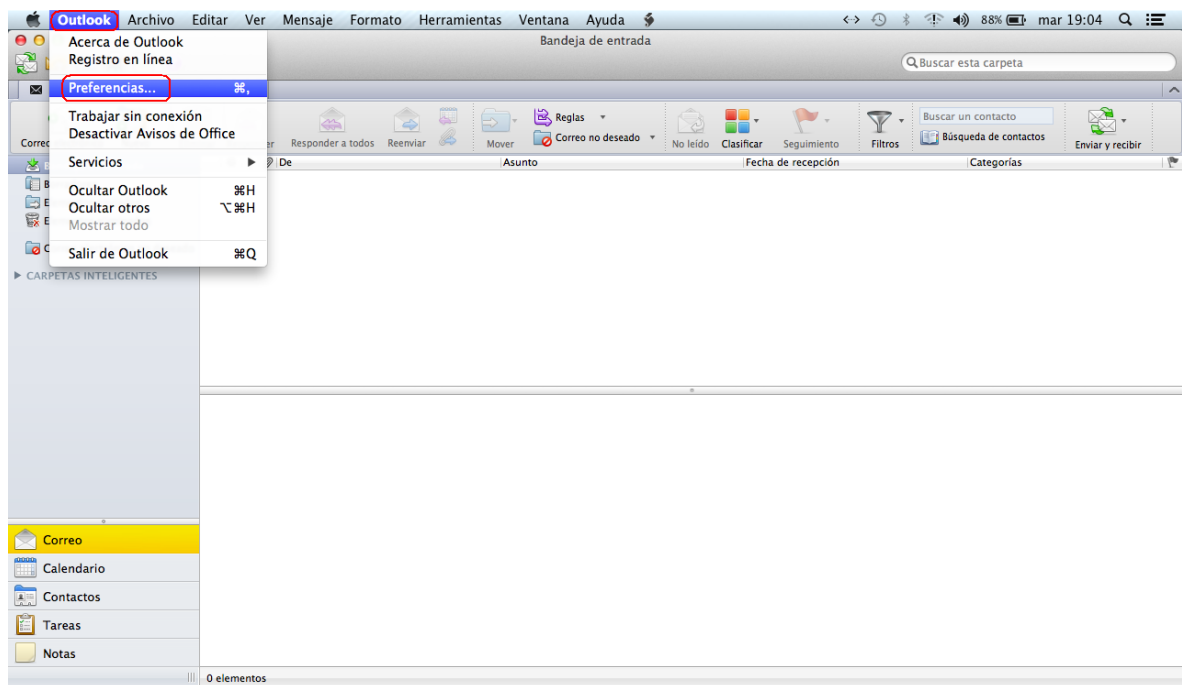 Outlook Archivo Editar Ver Mensaje Formato Herramientas Ventana Ayuda 88% mar 19:04
Bandeja de entrada
Acerca de Outlook
Registro en línea
Preferencias... ⌘,
Trabajar sin conexión
Desactivar Avisos de Office
Servicios
Ocultar Outlook ⌘H
Ocultar otros ⌥⌘H
Mostrar todo
Salir de Outlook ⌘Q
Buscar esta carpeta
Responder a todos Reenviar Mover
Reglas
Correo no deseado
No leído Clasificar Seguimiento Filtros
Buscar un contacto
Búsqueda de contactos
Enviar y recibir
De Asunto Fecha de recepción Categorías
CARPETAS INTELIGENTES
Correo
Calendario
Contactos
Tareas
Notas
0 elementos